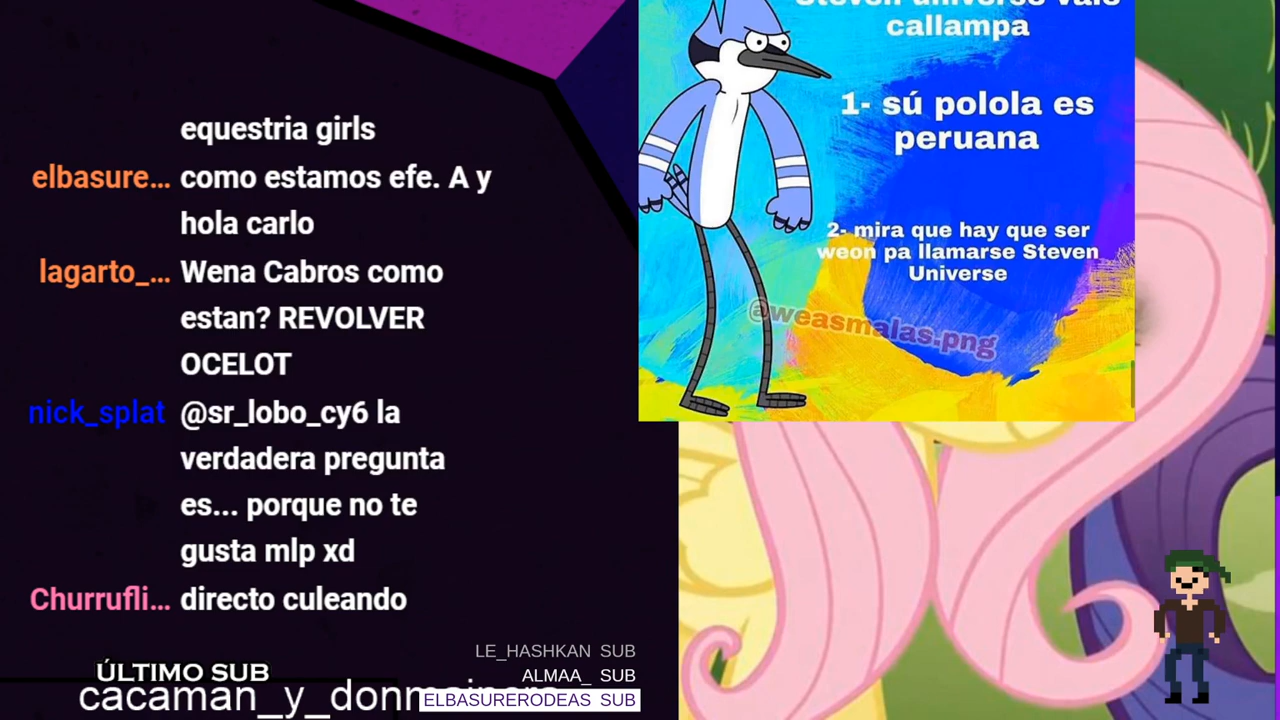 equestria girls
elbasure... como estamos efe. A y
hola carlo
lagarto_... Wena Cabros como
estan? REVOLVER
OCELOT
nick_splat @sr_lobo_cy6 la
verdadera pregunta
es... porque no te
gusta mlp xd
Churrufli... directo culeando
ÚLTIMO SUB
LE_HASHKAN SUB
ALMAA_ SUB
ELBASURERODEAS SUB
Steven universe vale
callampa
1- sú polola es
peruana
2- mira que hay que ser
weon pa llamarse Steven
Universe
@weasmalas.png